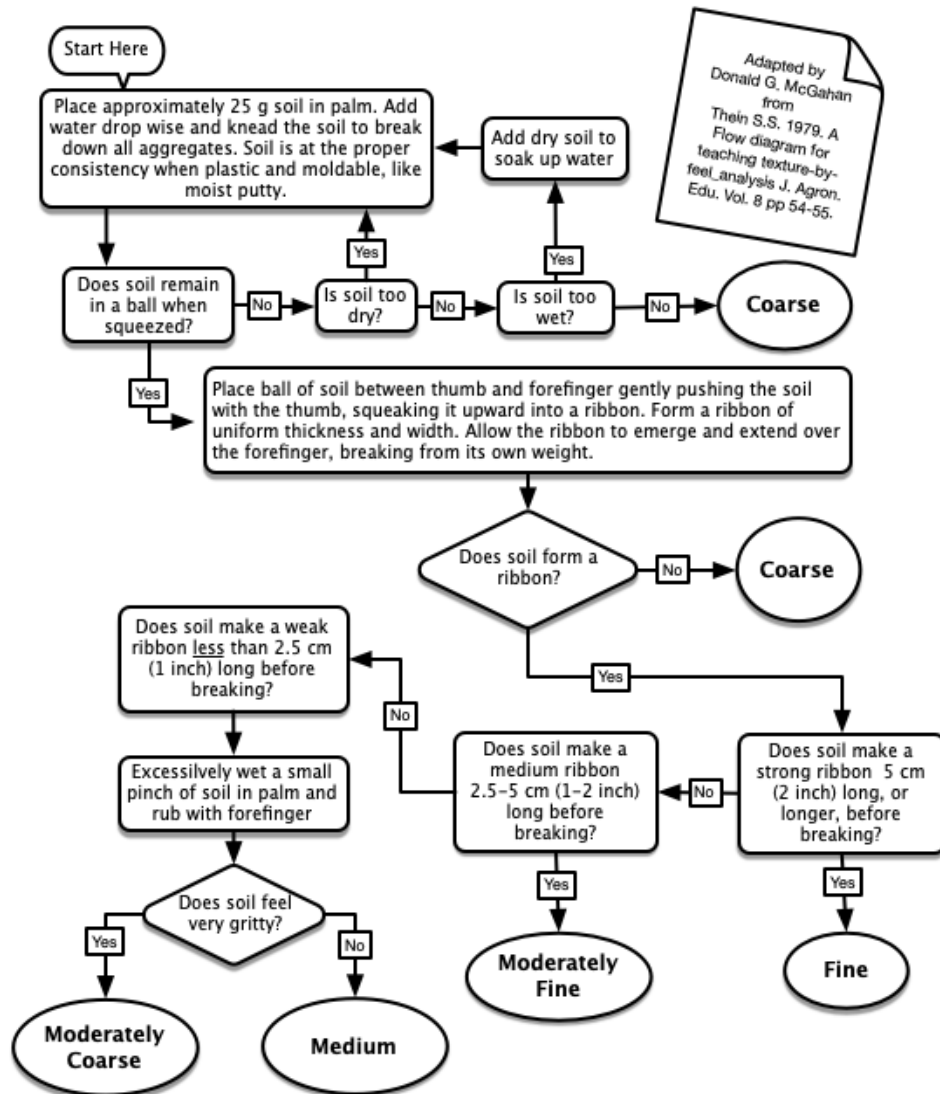 Start Here
Place approximately 25 g soil in palm. Add
water drop wise and knead the soil to break
down all aggregates. Soil is at the proper
consistency when plastic and moldable, like
moist putty.
Add dry soil to
soak up water
Adapted by
Donald G. McGahan
from
Thein S.S. 1979. A
Flow diagram for
teaching texture-by-
feel_analysis J. Agron.
Edu. Vol. 8 pp 54-55.
Yes
Yes
Does soil remain
in a ball when
squeezed?
No
Is soil too
dry?
No
Is soil too
wet?
No
Coarse
Yes
Place ball of soil between thumb and forefinger gently pushing the soil
with the thumb, squeaking it upward into a ribbon. Form a ribbon of
uniform thickness and width. Allow the ribbon to emerge and extend over
the forefinger, breaking from its own weight.
Does soil form a
ribbon?
No
Coarse
Yes
Does soil make a weak
ribbon less than 2.5 cm
(1 inch) long before
breaking?
No
Does soil make a
medium ribbon
2.5-5 cm (1-2 inch)
long before
breaking?
No
Does soil make a
strong ribbon 5 cm
(2 inch) long, or
longer, before
breaking?
Excessilvely wet a small
pinch of soil in palm and
rub with forefinger
Yes
Yes
Does soil feel
very gritty?
Yes
No
Moderately
Fine
Fine
Moderately
Coarse
Medium